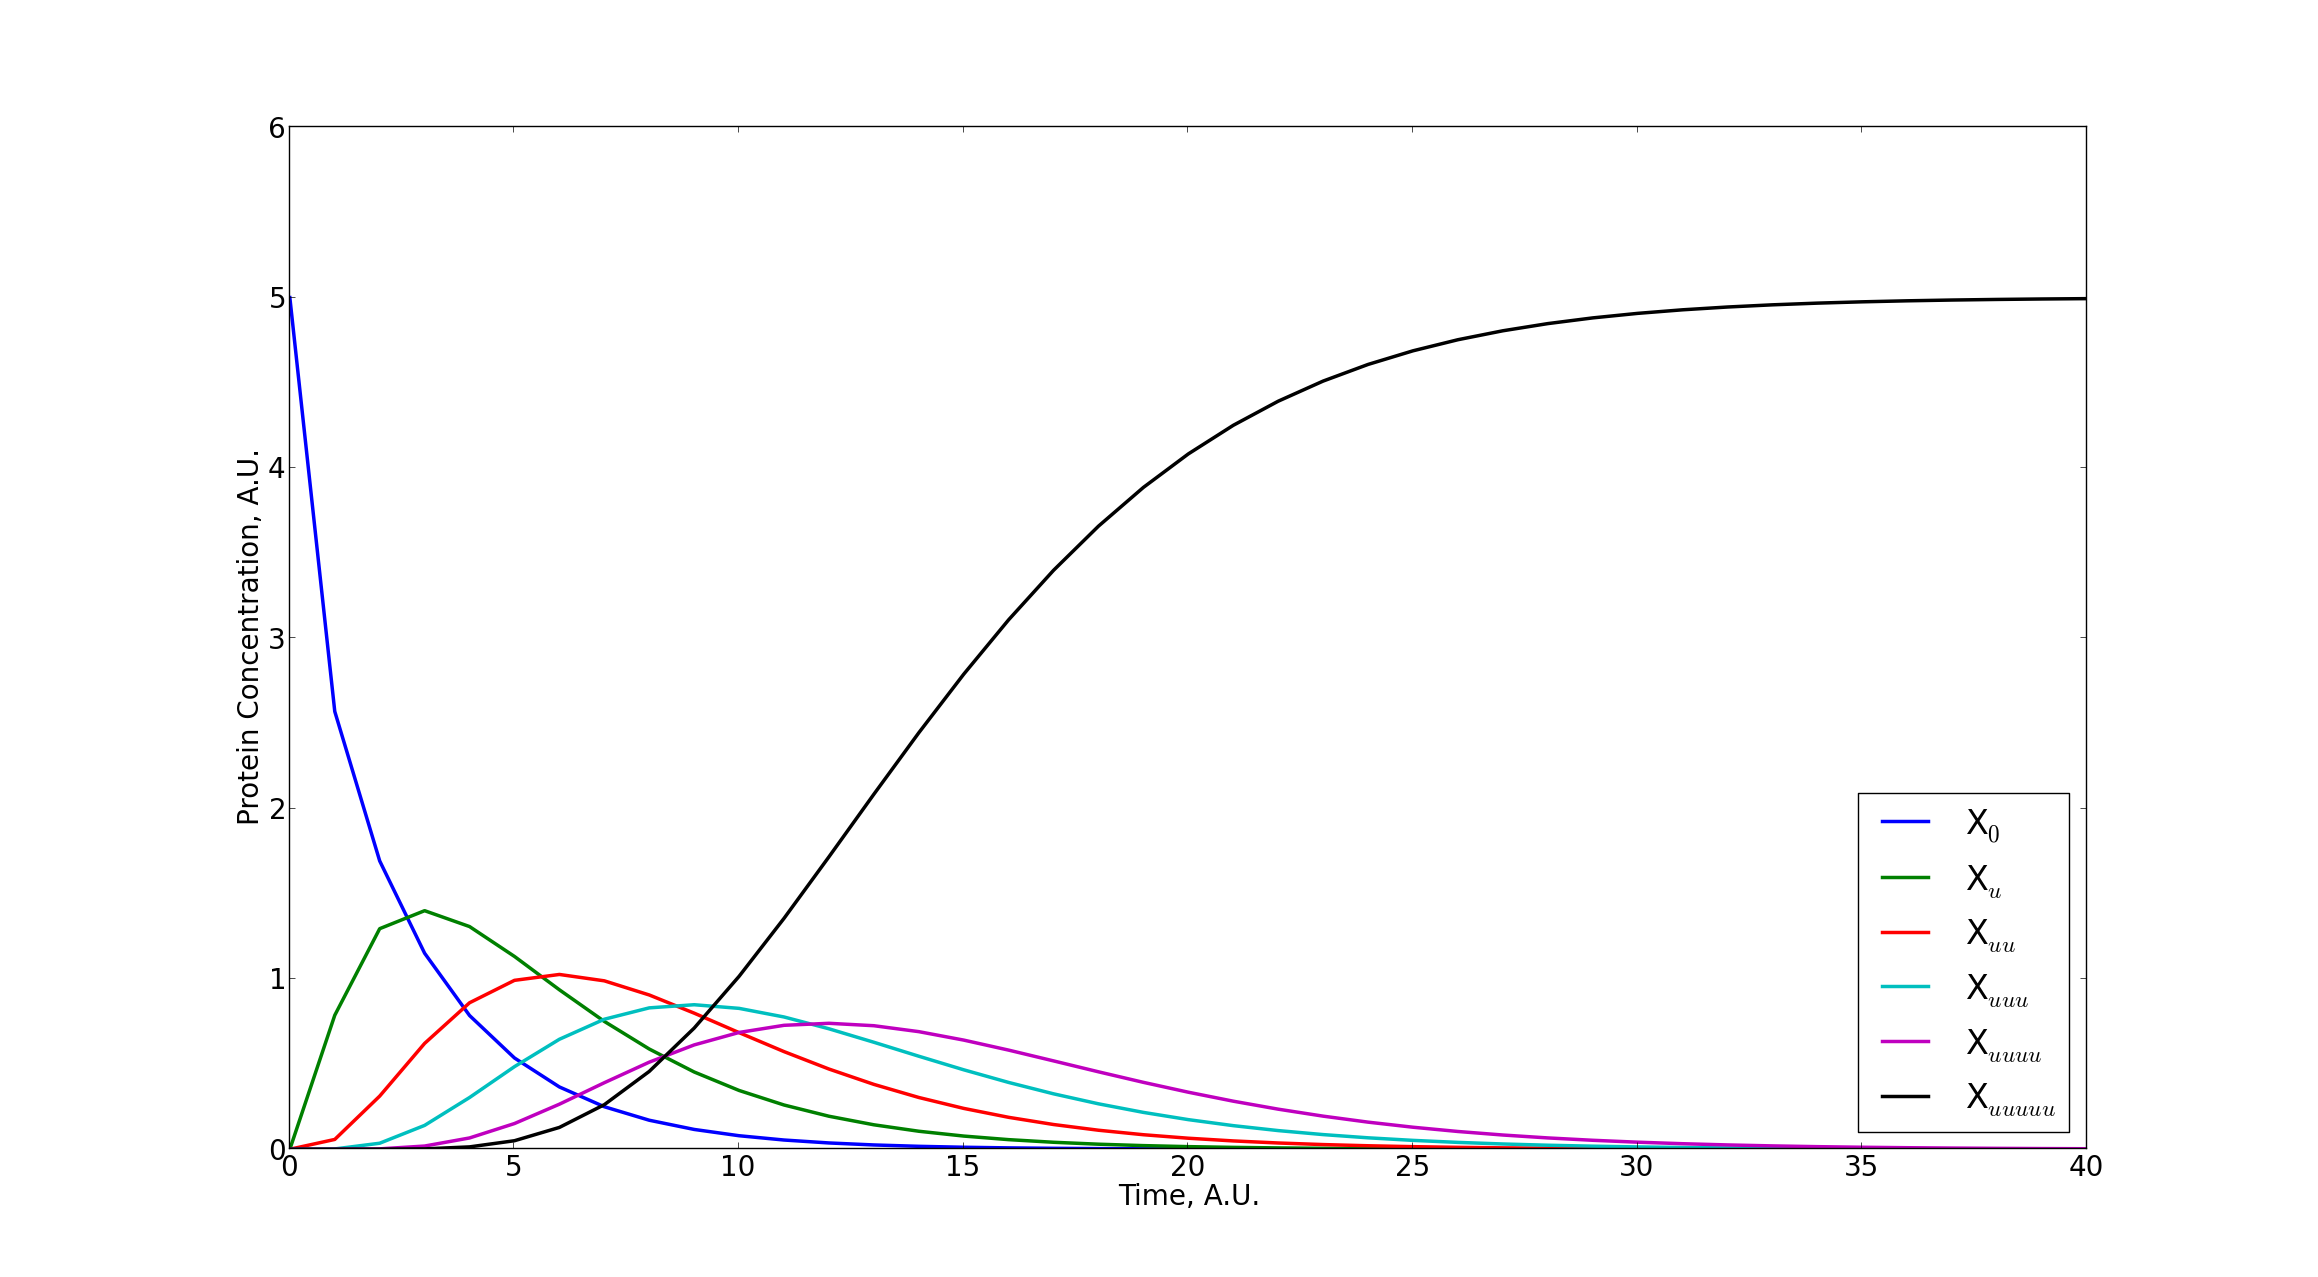 6
5
4
3
2
1
0
Protein Concentration, A.U.
0 5 10 15 20 25 30 35 40
Time, A.U.
X₀
Xᵤ
Xᵤᵤ
Xᵤᵤᵤ
Xᵤᵤᵤᵤ
Xᵤᵤᵤᵤᵤ